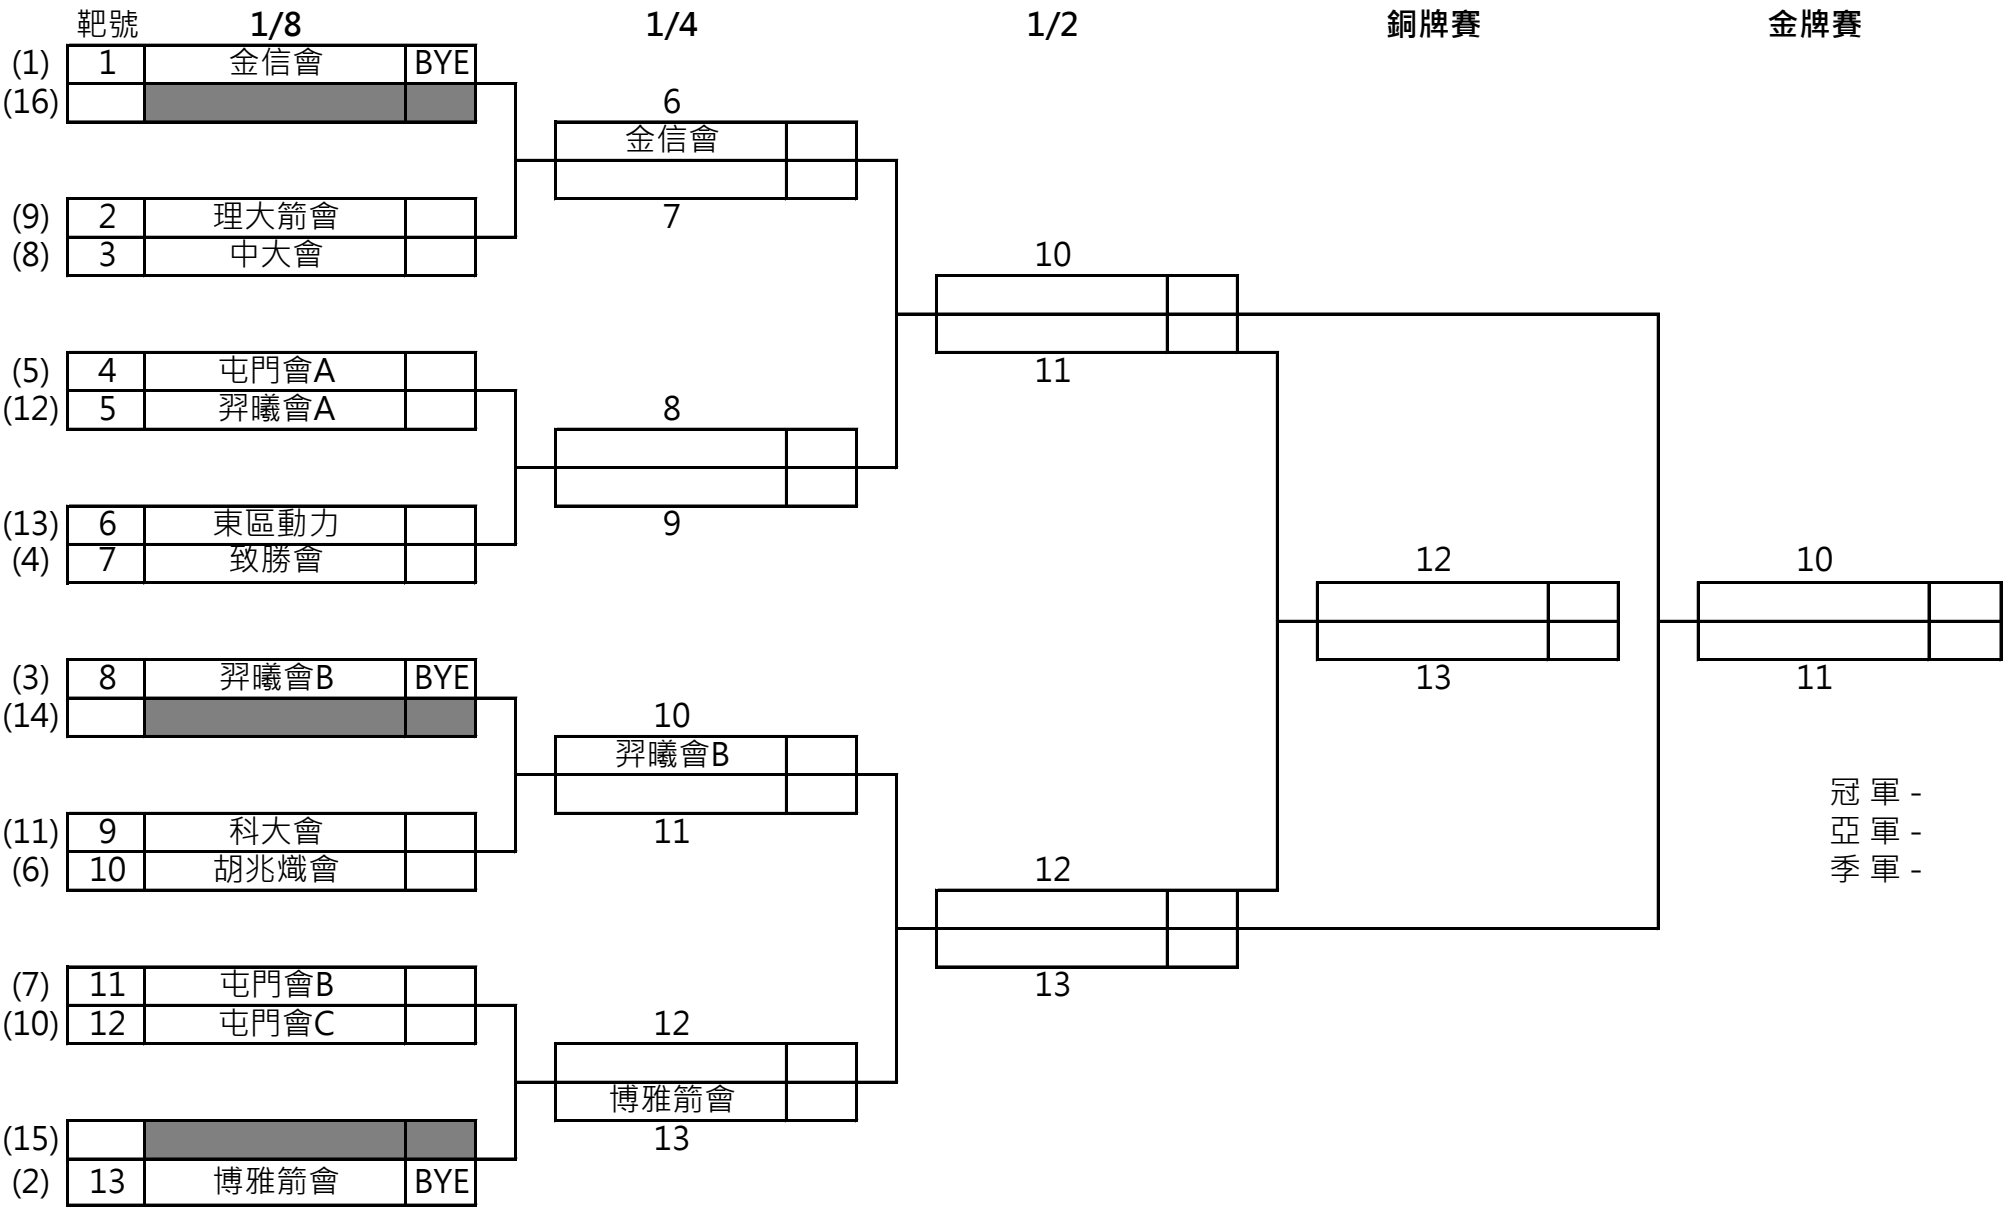 靶號 1/8 1/4 1/2 銅牌賽 金牌賽
(1) 1 金信會 BYE
(16) 6
金信會
(9) 2 理大箭會 7
(8) 3 中大會 10
(5) 4 屯門會A 11
(12) 5 羿曦會A 8
(13) 6 東區動力 9
(4) 7 致勝會 12 10
(3) 8 羿曦會B BYE 13 11
(14) 10
羿曦會B
冠 軍 -
(11) 9 科大會 11 亞 軍 -
(6) 10 胡兆熾會 12 季 軍 -
(7) 11 屯門會B 13
(10) 12 屯門會C 12
博雅箭會
(15) 13
(2) 13 博雅箭會 BYE